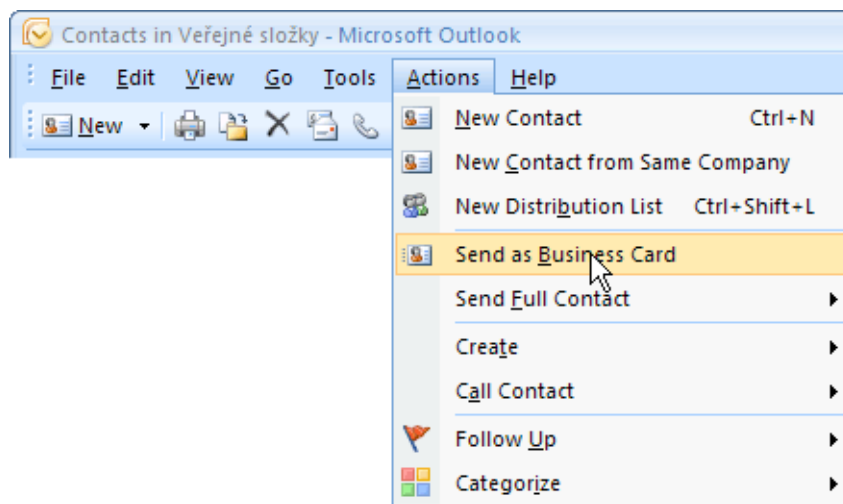 Contacts in Veřejné složky - Microsoft Outlook
File Edit View Go Tools Actions Help
New
New Contact Ctrl+N
New Contact from Same Company
New Distribution List Ctrl+Shift+L
Send as Business Card
Send Full Contact
Create
Call Contact
Follow Up
Categorize